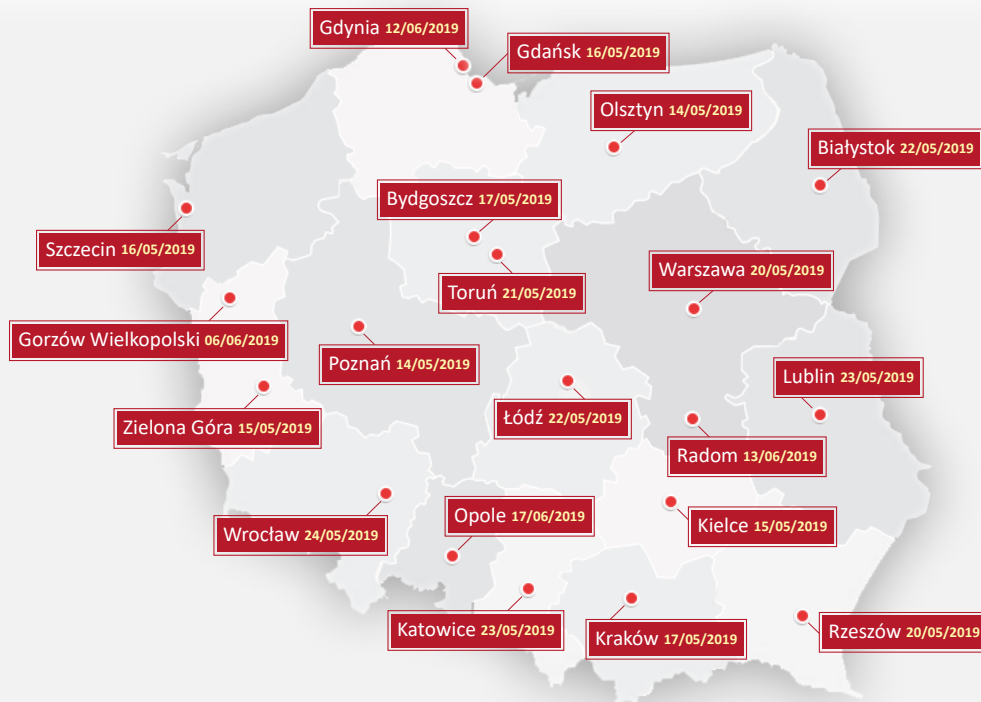 Gdynia 12/06/2019
Gdańsk 16/05/2019
Olsztyn 14/05/2019
Białystok 22/05/2019
Bydgoszcz 17/05/2019
Szczecin 16/05/2019
Toruń 21/05/2019
Warszawa 20/05/2019
Gorzów Wielkopolski 06/06/2019
Poznań 14/05/2019
Lublin 23/05/2019
Zielona Góra 15/05/2019
Łódź 22/05/2019
Radom 13/06/2019
Wrocław 24/05/2019
Opole 17/06/2019
Kielce 15/05/2019
Katowice 23/05/2019
Kraków 17/05/2019
Rzeszów 20/05/2019